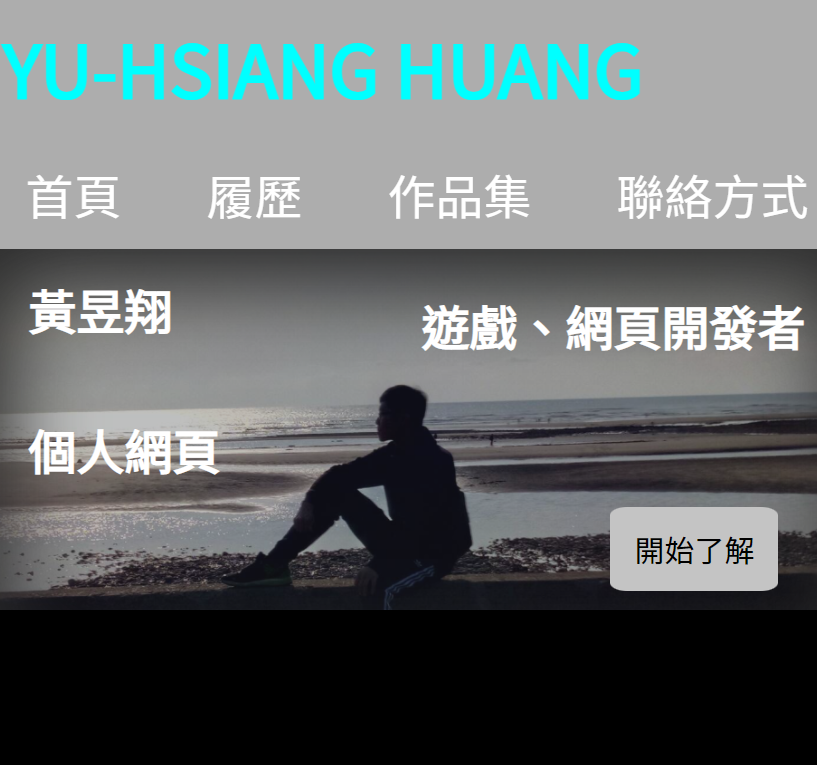 YU-HSIANG HUANG
首頁 履歷 作品集 聯絡方式
黃昱翔
遊戲、網頁開發者
個人網頁
開始了解